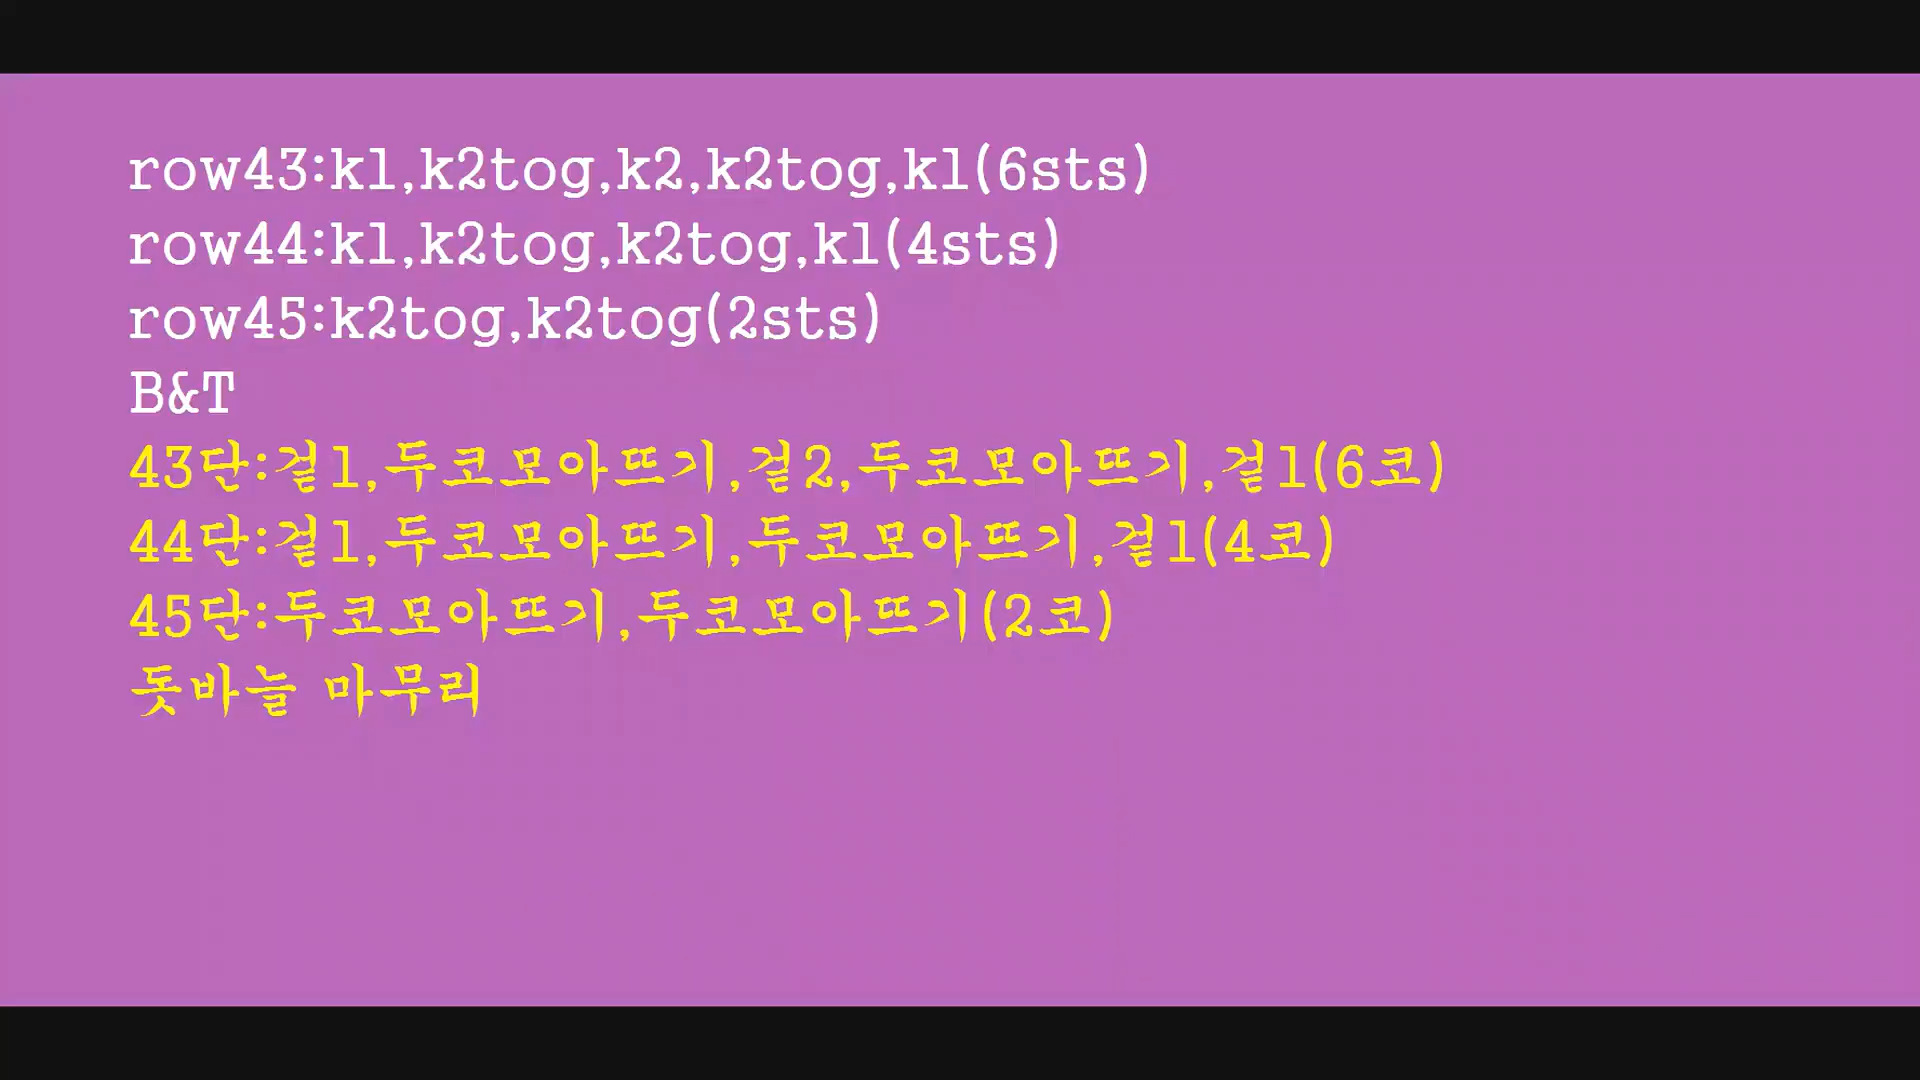 row43:k1,k2tog,k2,k2tog,k1(6sts)
row44:k1,k2tog,k2tog,k1(4sts)
row45:k2tog,k2tog(2sts)
B&T
43단:겉1,두코모아뜨기,겉2,두코모아뜨기,겉1(6코)
44단:겉1,두코모아뜨기,두코모아뜨기,겉1(4코)
45단:두코모아뜨기,두코모아뜨기(2코)
돗바늘 마무리